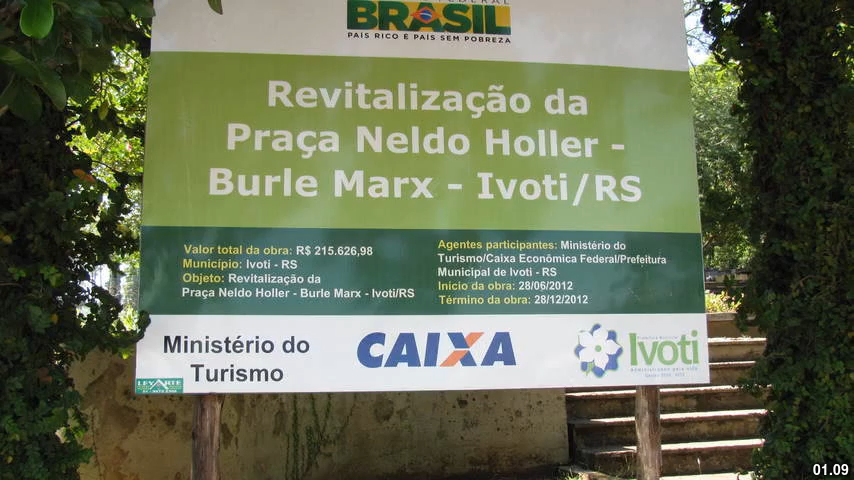 FEDERAL
BRASIL
PAÍS RICO É PAÍS SEM POBREZA
Revitalização da
Praça Neldo Holler -
Burle Marx - Ivoti/RS
Valor total da obra: R$ 215.626,98
Município: Ivoti - RS
Objeto: Revitalização da
Praça Neldo Holler - Burle Marx - Ivoti/RS
Agentes participantes: Ministério do
Turismo/Caixa Econômica Federal/Prefeitura
Municipal de Ivoti - RS
Início da obra: 28/06/2012
Término da obra: 28/12/2012
Ministério do
Turismo
CAIXA
Ivoti
LEVARTE
01.09